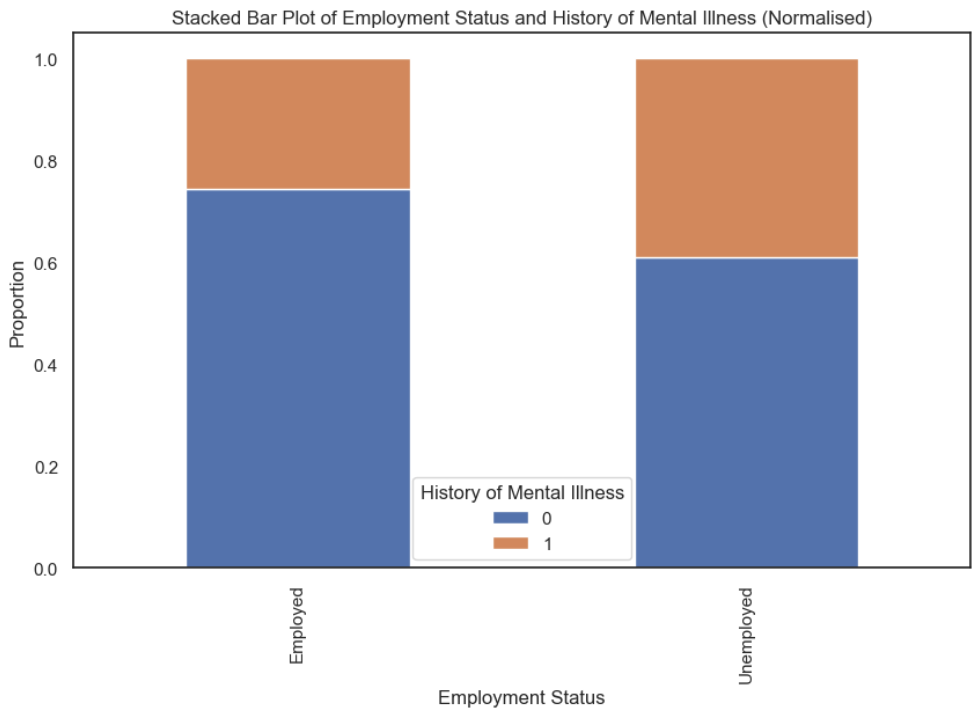 Stacked Bar Plot of Employment Status and History of Mental Illness (Normalised)
1.0
0.8
0.6
0.4
0.2
0.0
Proportion
History of Mental Illness
0
1
Employed
Unemployed
Employment Status